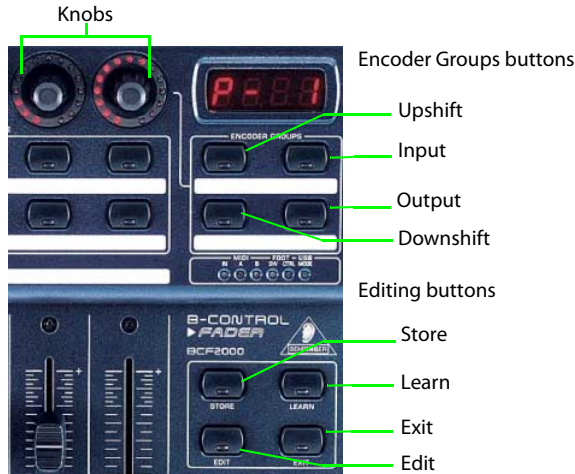 Knobs
Encoder Groups buttons
P- 1
ENCODER GROUPS
Upshift
Input
Output
Downshift
MIDI FOOT USB
IN A B SW CTRL MODE
Editing buttons
B-CONTROL
FADER
BCF2000
BEHRINGER
Store
STORE
LEARN
Learn
Exit
EDIT
EXIT
Edit